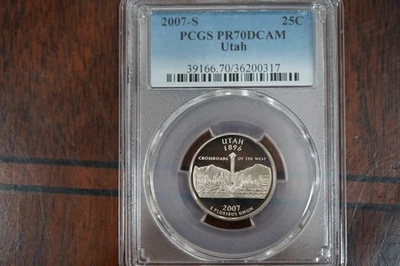 2007-S 25C
PCGS PR70DCAM
Utah
39166.70/36200317
UTAH
1896
CROSSROADS OF THE WEST
2007
E PLURIBUS UNUM